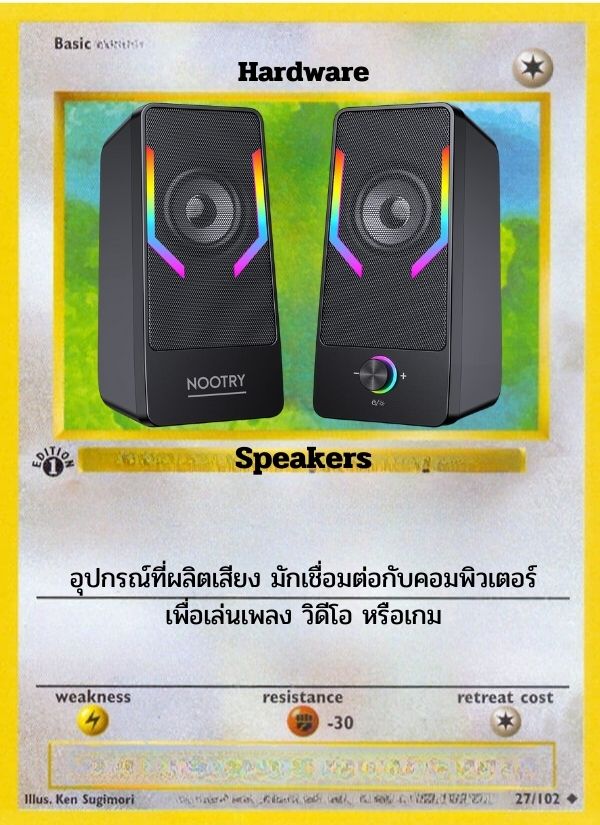 Basic
Hardware
NOOTRY
- +
EDITION 1
Speakers
อุปกรณ์ที่ผลิตเสียง มักเชื่อมต่อกับคอมพิวเตอร์
เพื่อเล่นเพลง วิดีโอ หรือเกม
weakness resistance retreat cost
-30
Illus. Ken Sugimori 27/102